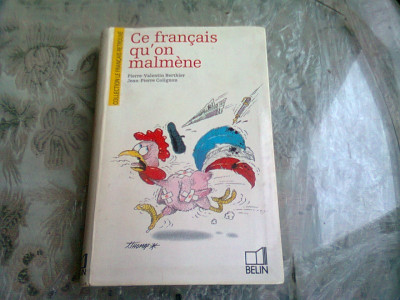 Ce français
qu'on
malmène
Pierre-Valentin Berthier
Jean-Pierre Colignon
COLLECTION LE FRANÇAIS RETROUVÉ
BELIN